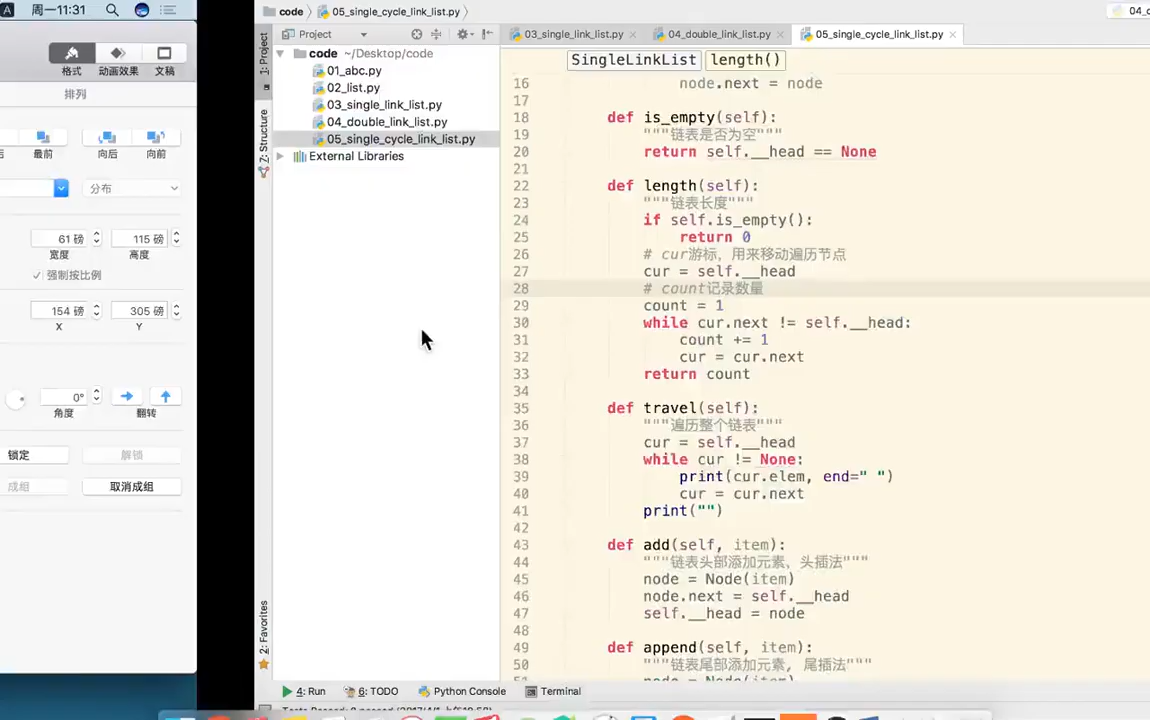 A 周一11:31
格式 动画效果 文稿
排列
最前 向后 向前
分布
61 磅 115 磅
宽度 高度
强制按比例
154 磅 305 磅
X Y
0°
角度 翻转
锁定 解锁
成组 取消成组
code 05_single_cycle_link_list.py
Project
03_single_link_list.py × 04_double_link_list.py × 05_single_cycle_link_list.py ×
1: Project
Z: Structure
2: Favorites
code ~/Desktop/code
01_abc.py
02_list.py
03_single_link_list.py
04_double_link_list.py
05_single_cycle_link_list.py
External Libraries
SingleLinkList length()
16 node.next = node
17
18 def is_empty(self):
19 """链表是否为空"""
20 return self.__head == None
21
22 def length(self):
23 """链表长度"""
24 if self.is_empty():
25 return 0
26 # cur游标，用来移动遍历节点
27 cur = self.__head
28 # count记录数量
29 count = 1
30 while cur.next != self.__head:
31 count += 1
32 cur = cur.next
33 return count
34
35 def travel(self):
36 """遍历整个链表"""
37 cur = self.__head
38 while cur != None:
39 print(cur.elem, end=" ")
40 cur = cur.next
41 print("")
42
43 def add(self, item):
44 """链表头部添加元素，头插法"""
45 node = Node(item)
46 node.next = self.__head
47 self.__head = node
48
49 def append(self, item):
50 """链表尾部添加元素, 尾插法"""
4: Run 6: TODO Python Console Terminal